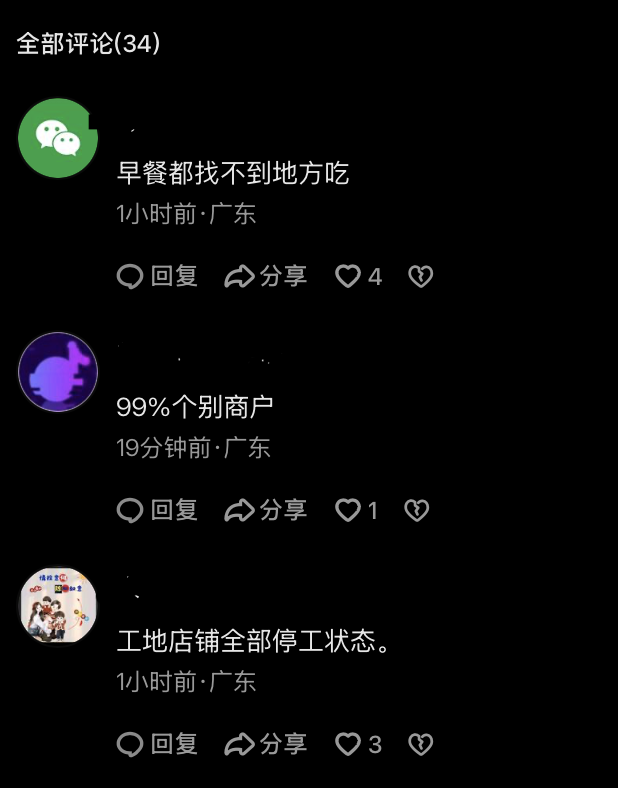 全部评论(34)
早餐都找不到地方吃
1小时前·广东
回复 分享 4
99%个别商户
19分钟前·广东
回复 分享 1
工地店铺全部停工状态。
1小时前·广东
回复 分享 3